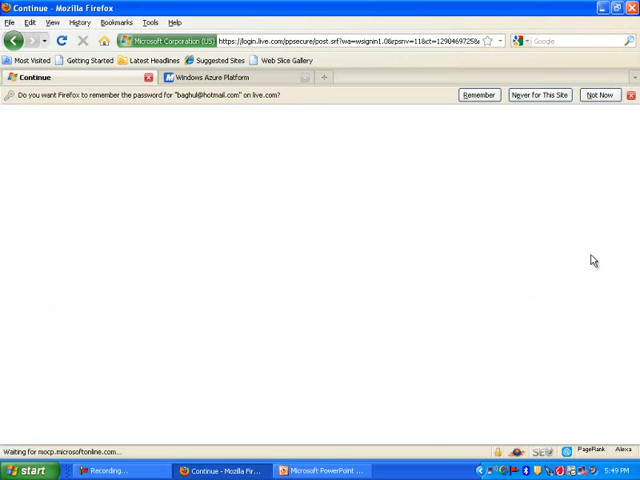 Continue - Mozilla Firefox
File Edit View History Bookmarks Tools Help
Microsoft Corporation (US) https://login.live.com/ppsecure/post.srf?wa=wsignin1.0&rpsnv=11&ct=1290469725& Google
Most Visited Getting Started Latest Headlines Suggested Sites Web Slice Gallery
Continue Windows Azure Platform
Do you want Firefox to remember the password for "baghul@hotmail.com" on live.com? Remember Never for This Site Not Now
Waiting for mocp.microsoftonline.com... SEO PageRank Alexa
start Recording... Continue - Mozilla Fir... Microsoft PowerPoint ... 5:49 PM